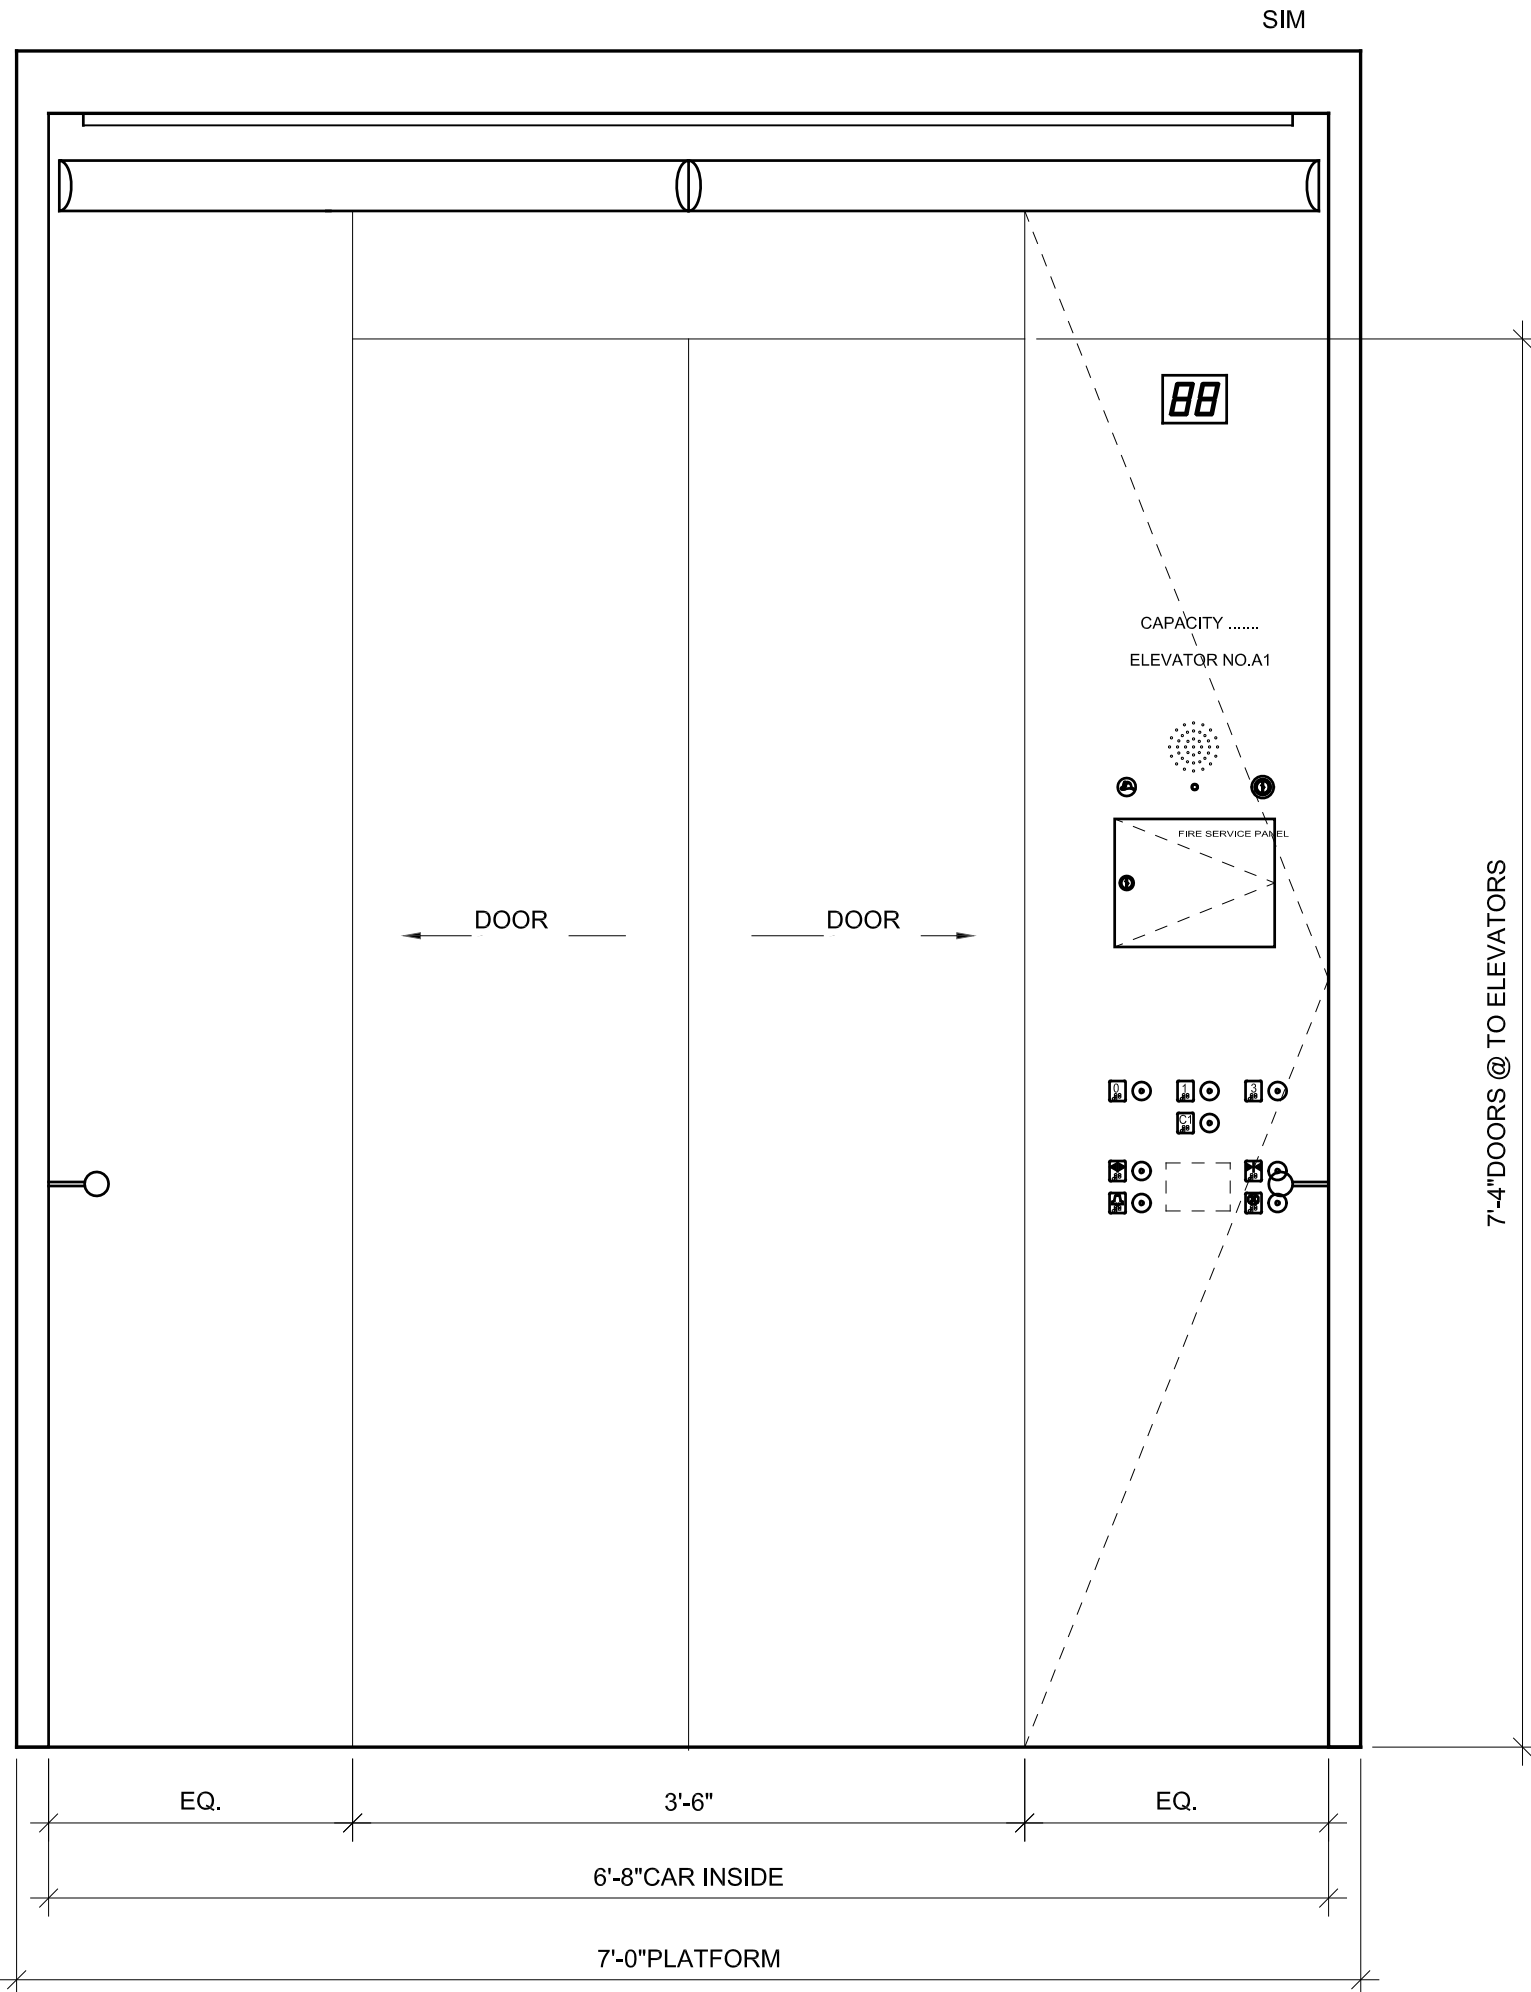 SIM
88
CAPACITY .......
ELEVATOR NO.A1
FIRE SERVICE PANEL
DOOR
DOOR
7'-4"DOORS @ TO ELEVATORS
0
1
3
C1
EQ.
3'-6"
EQ.
6'-8"CAR INSIDE
7'-0"PLATFORM